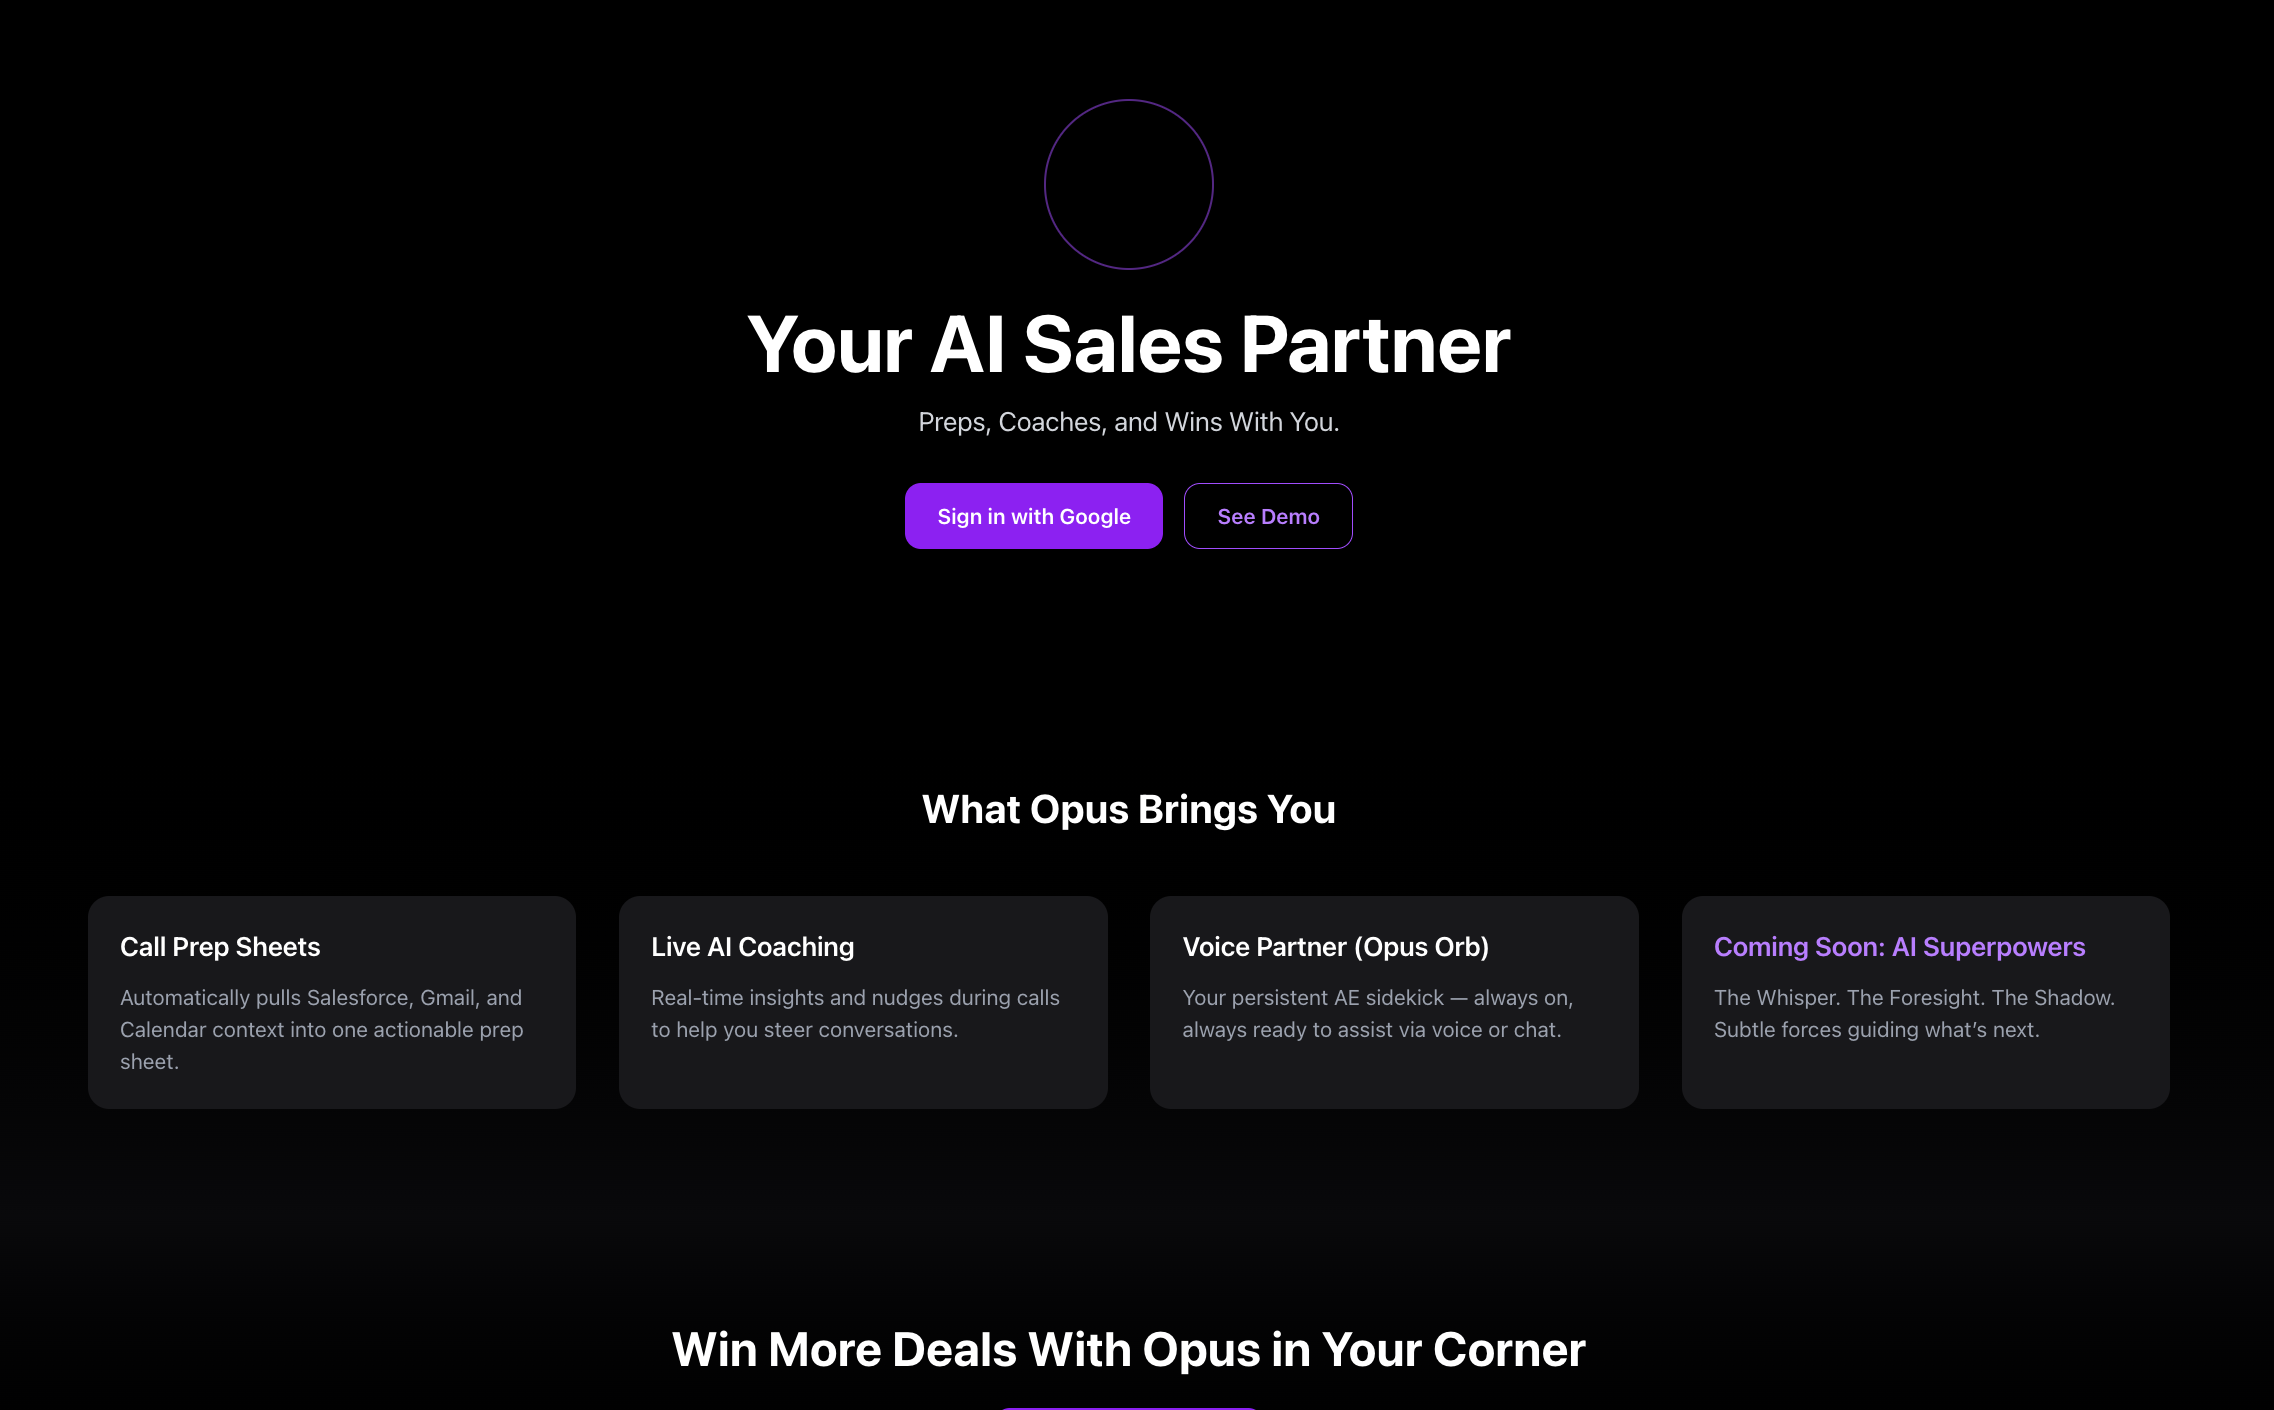 Your AI Sales Partner
Preps, Coaches, and Wins With You.
Sign in with Google
See Demo
What Opus Brings You
Call Prep Sheets
Automatically pulls Salesforce, Gmail, and
Calendar context into one actionable prep
sheet.
Live AI Coaching
Real-time insights and nudges during calls
to help you steer conversations.
Voice Partner (Opus Orb)
Your persistent AE sidekick — always on,
always ready to assist via voice or chat.
Coming Soon: AI Superpowers
The Whisper. The Foresight. The Shadow.
Subtle forces guiding what’s next.
Win More Deals With Opus in Your Corner